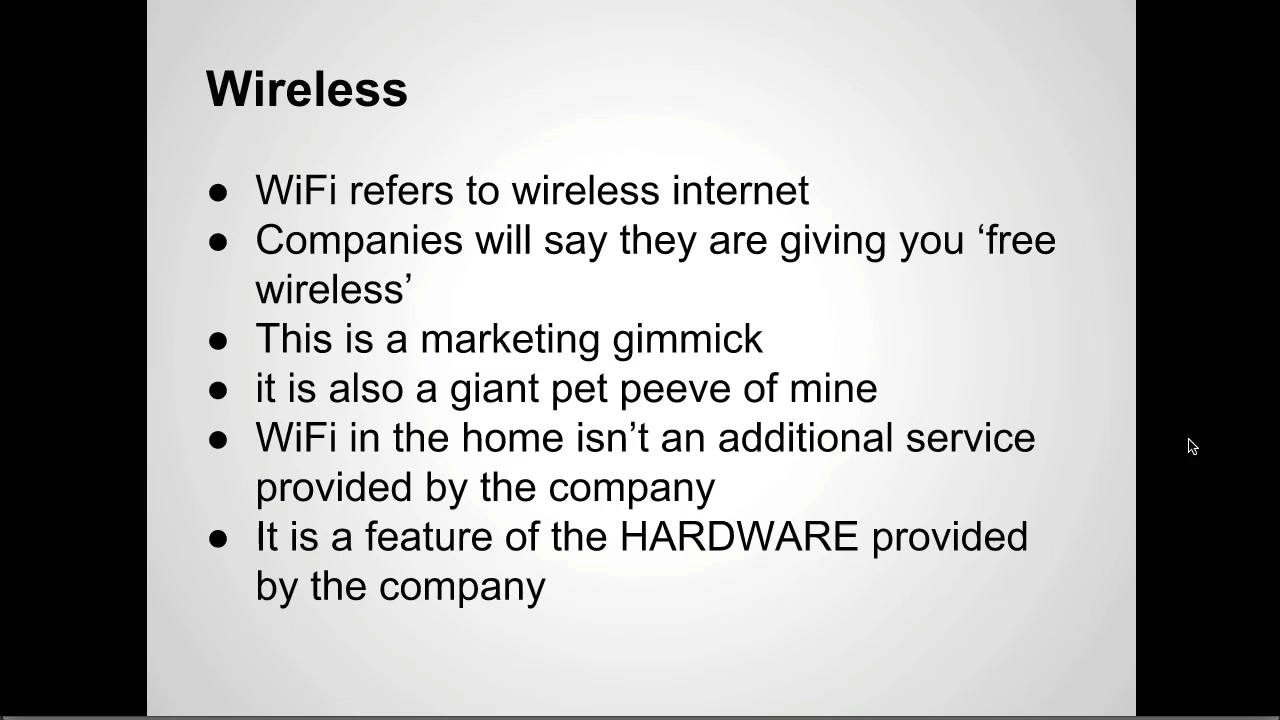 Wireless
● WiFi refers to wireless internet
● Companies will say they are giving you ‘free
wireless’
● This is a marketing gimmick
● it is also a giant pet peeve of mine
● WiFi in the home isn’t an additional service
provided by the company
● It is a feature of the HARDWARE provided
by the company